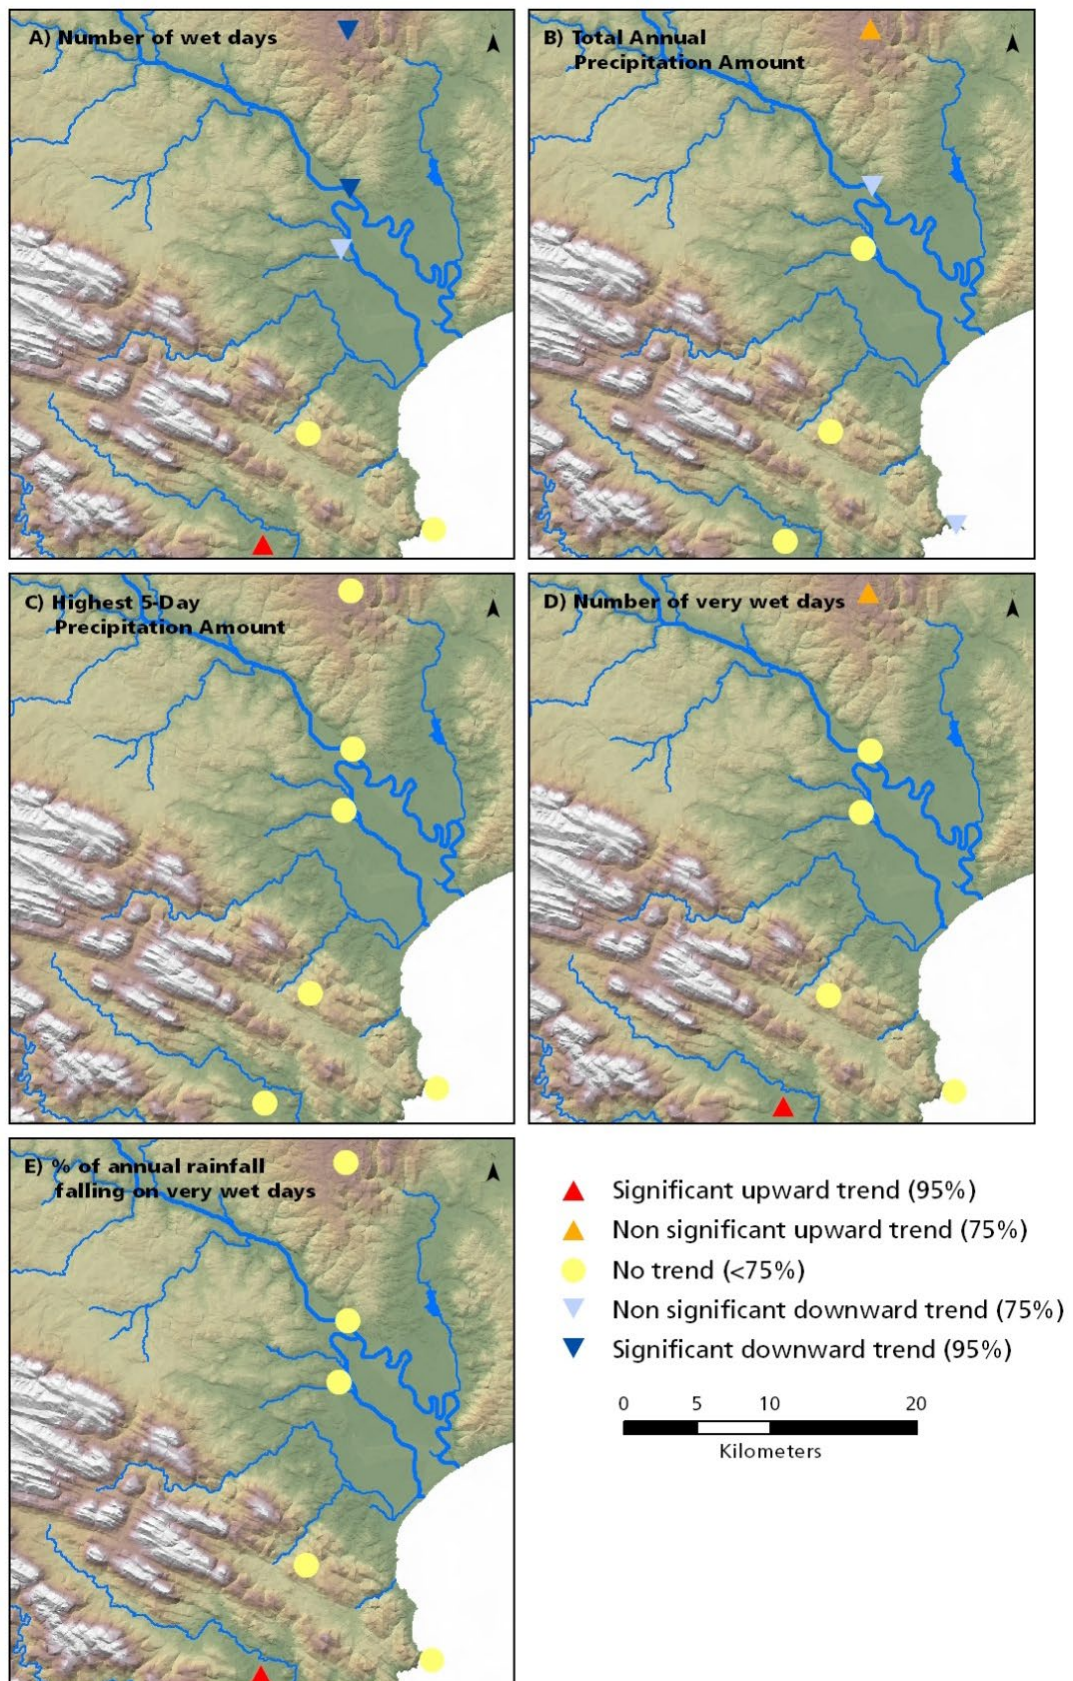 A) Number of wet days
B) Total Annual
Precipitation Amount
C) Highest 5-Day
Precipitation Amount
D) Number of very wet days
E) % of annual rainfall
falling on very wet days
Significant upward trend (95%)
Non significant upward trend (75%)
No trend (<75%)
Non significant downward trend (75%)
Significant downward trend (95%)
0 5 10 20
Kilometers